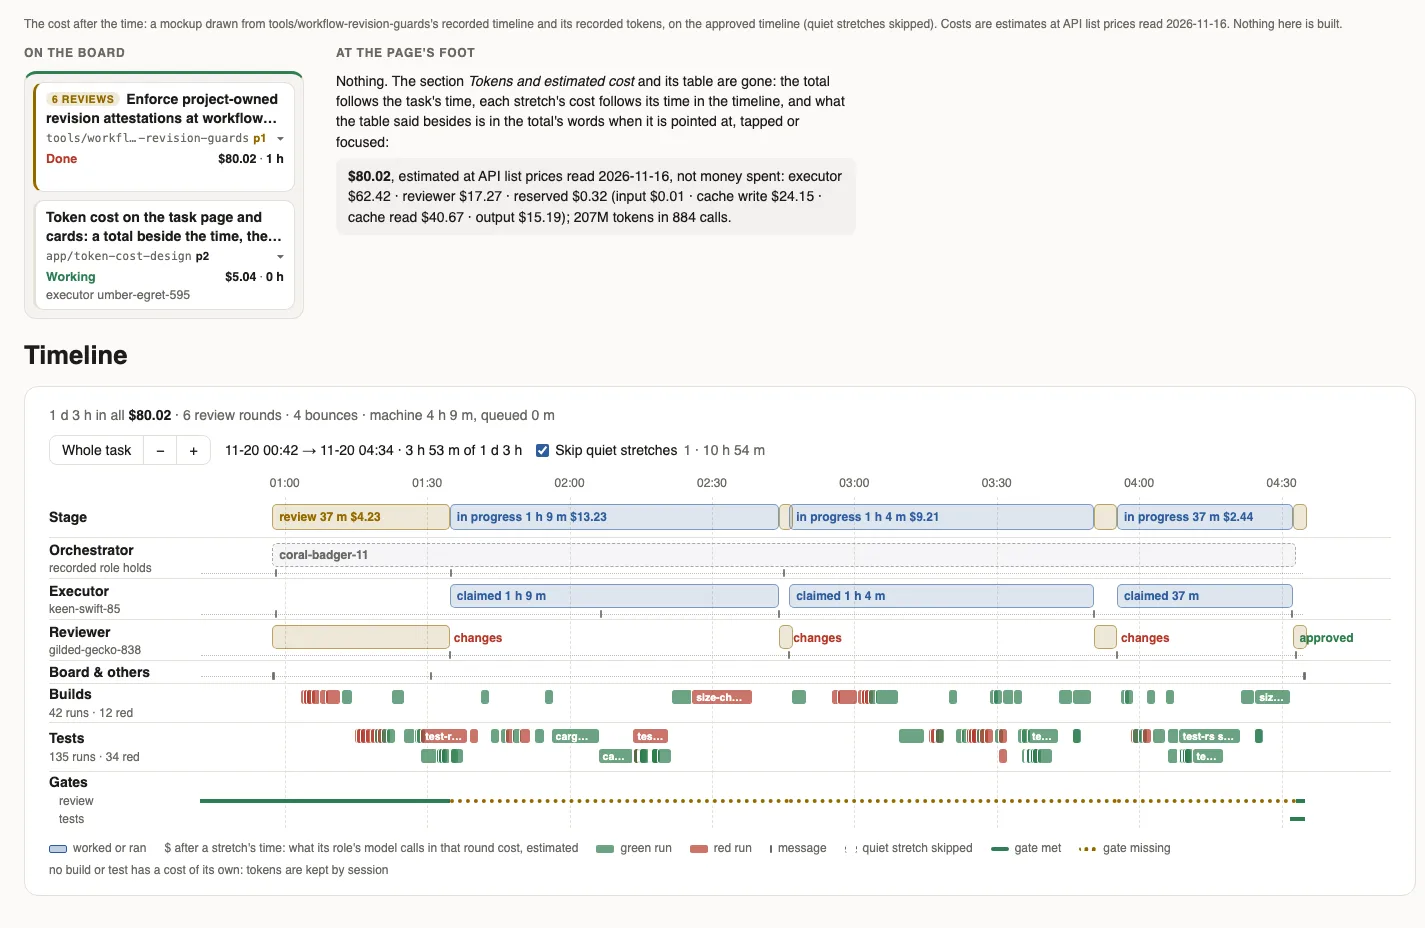 The cost after the time: a mockup drawn from tools/workflow-revision-guards's recorded timeline and its recorded tokens, on the approved timeline (quiet stretches skipped). Costs are estimates at API list prices read 2026-11-16. Nothing here is built.
ON THE BOARD
6 REVIEWS Enforce project-owned
revision attestations at workflow…
tools/workfl…-revision-guards p1
Done $80.02 · 1 h
Token cost on the task page and
cards: a total beside the time, the…
app/token-cost-design p2
Working $5.04 · 0 h
executor umber-egret-595
AT THE PAGE'S FOOT
Nothing. The section Tokens and estimated cost and its table are gone: the total
follows the task's time, each stretch's cost follows its time in the timeline, and what
the table said besides is in the total's words when it is pointed at, tapped or
focused:
$80.02, estimated at API list prices read 2026-11-16, not money spent: executor
$62.42 · reviewer $17.27 · reserved $0.32 (input $0.01 · cache write $24.15 ·
cache read $40.67 · output $15.19); 207M tokens in 884 calls.
Timeline
1 d 3 h in all $80.02 · 6 review rounds · 4 bounces · machine 4 h 9 m, queued 0 m
Whole task − + 11-20 00:42 → 11-20 04:34 · 3 h 53 m of 1 d 3 h Skip quiet stretches 1 · 10 h 54 m
01:00 01:30 02:00 02:30 03:00 03:30 04:00 04:30
Stage review 37 m $4.23 in progress 1 h 9 m $13.23 in progress 1 h 4 m $9.21 in progress 37 m $2.44
Orchestrator coral-badger-11
recorded role holds
Executor claimed 1 h 9 m claimed 1 h 4 m claimed 37 m
keen-swift-85
Reviewer changes changes changes approved
gilded-gecko-838
Board & others
Builds size-ch… siz…
42 runs · 12 red
Tests test-r… carg… tes… te… test-rs s…
135 runs · 34 red ca… te…
Gates
review
tests
worked or ran $ after a stretch's time: what its role's model calls in that round cost, estimated green run red run message quiet stretch skipped gate met gate missing
no build or test has a cost of its own: tokens are kept by session